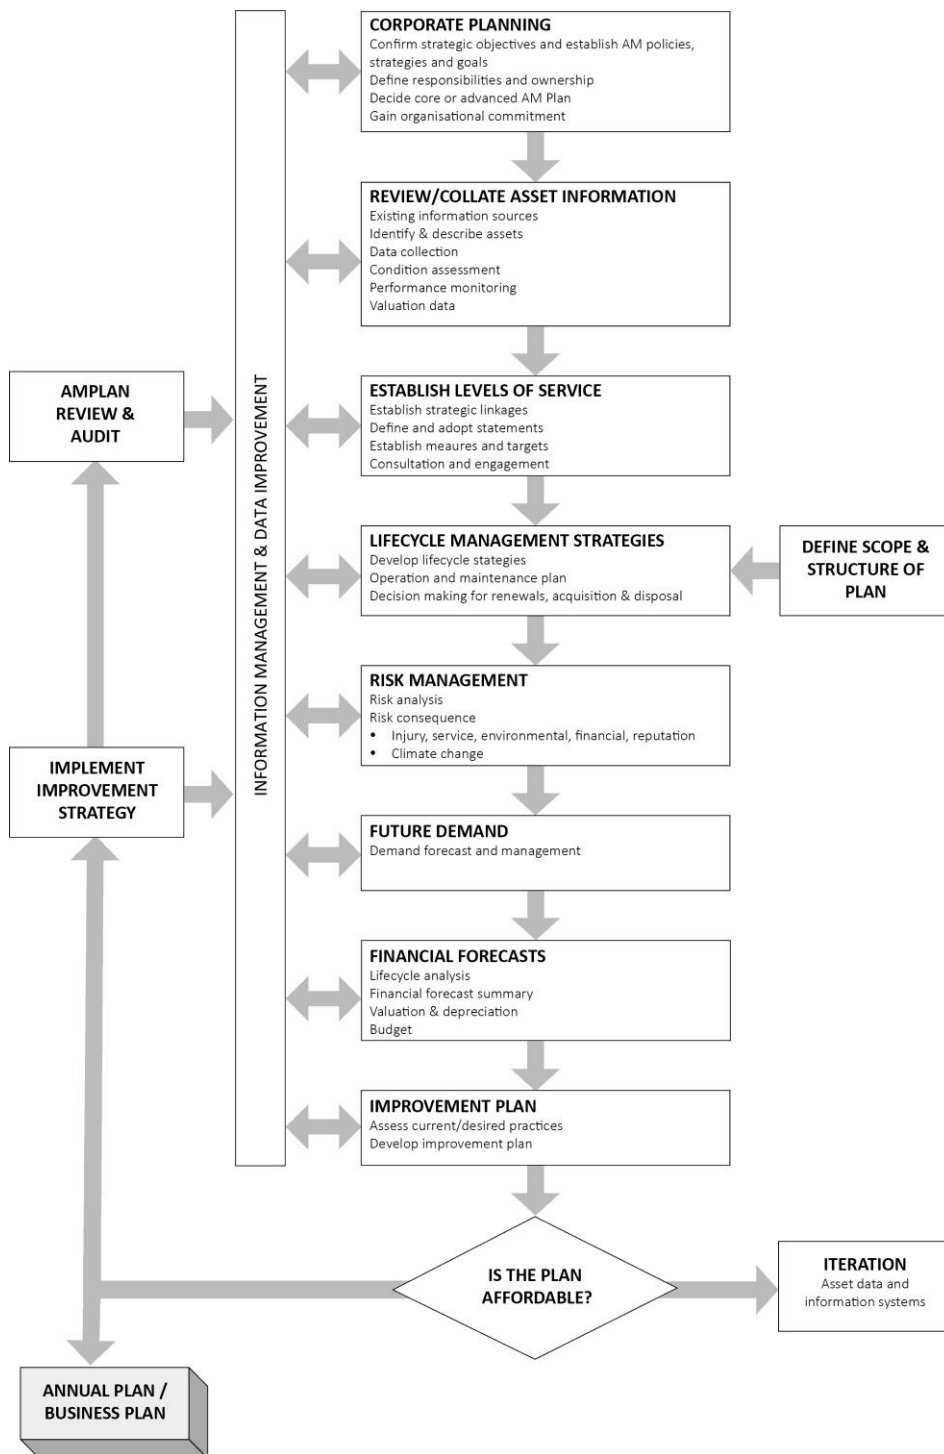 CORPORATE PLANNING
Confirm strategic objectives and establish AM policies,
strategies and goals
Define responsibilities and ownership
Decide core or advanced AM Plan
Gain organisational commitment
REVIEW/COLLATE ASSET INFORMATION
Existing information sources
Identify & describe assets
Data collection
Condition assessment
Performance monitoring
Valuation data
INFORMATION MANAGEMENT & DATA IMPROVEMENT
AMPLAN
REVIEW &
AUDIT
ESTABLISH LEVELS OF SERVICE
Establish strategic linkages
Define and adopt statements
Establish meaures and targets
Consultation and engagement
LIFECYCLE MANAGEMENT STRATEGIES
Develop lifecycle stategies
Operation and maintenance plan
Decision making for renewals, acquisition & disposal
DEFINE SCOPE &
STRUCTURE OF
PLAN
RISK MANAGEMENT
Risk analysis
Risk consequence
• Injury, service, environmental, financial, reputation
• Climate change
IMPLEMENT
IMPROVEMENT
STRATEGY
FUTURE DEMAND
Demand forecast and management
FINANCIAL FORECASTS
Lifecycle analysis
Financial forecast summary
Valuation & depreciation
Budget
IMPROVEMENT PLAN
Assess current/desired practices
Develop improvement plan
IS THE PLAN
AFFORDABLE?
ITERATION
Asset data and
information systems
ANNUAL PLAN /
BUSINESS PLAN